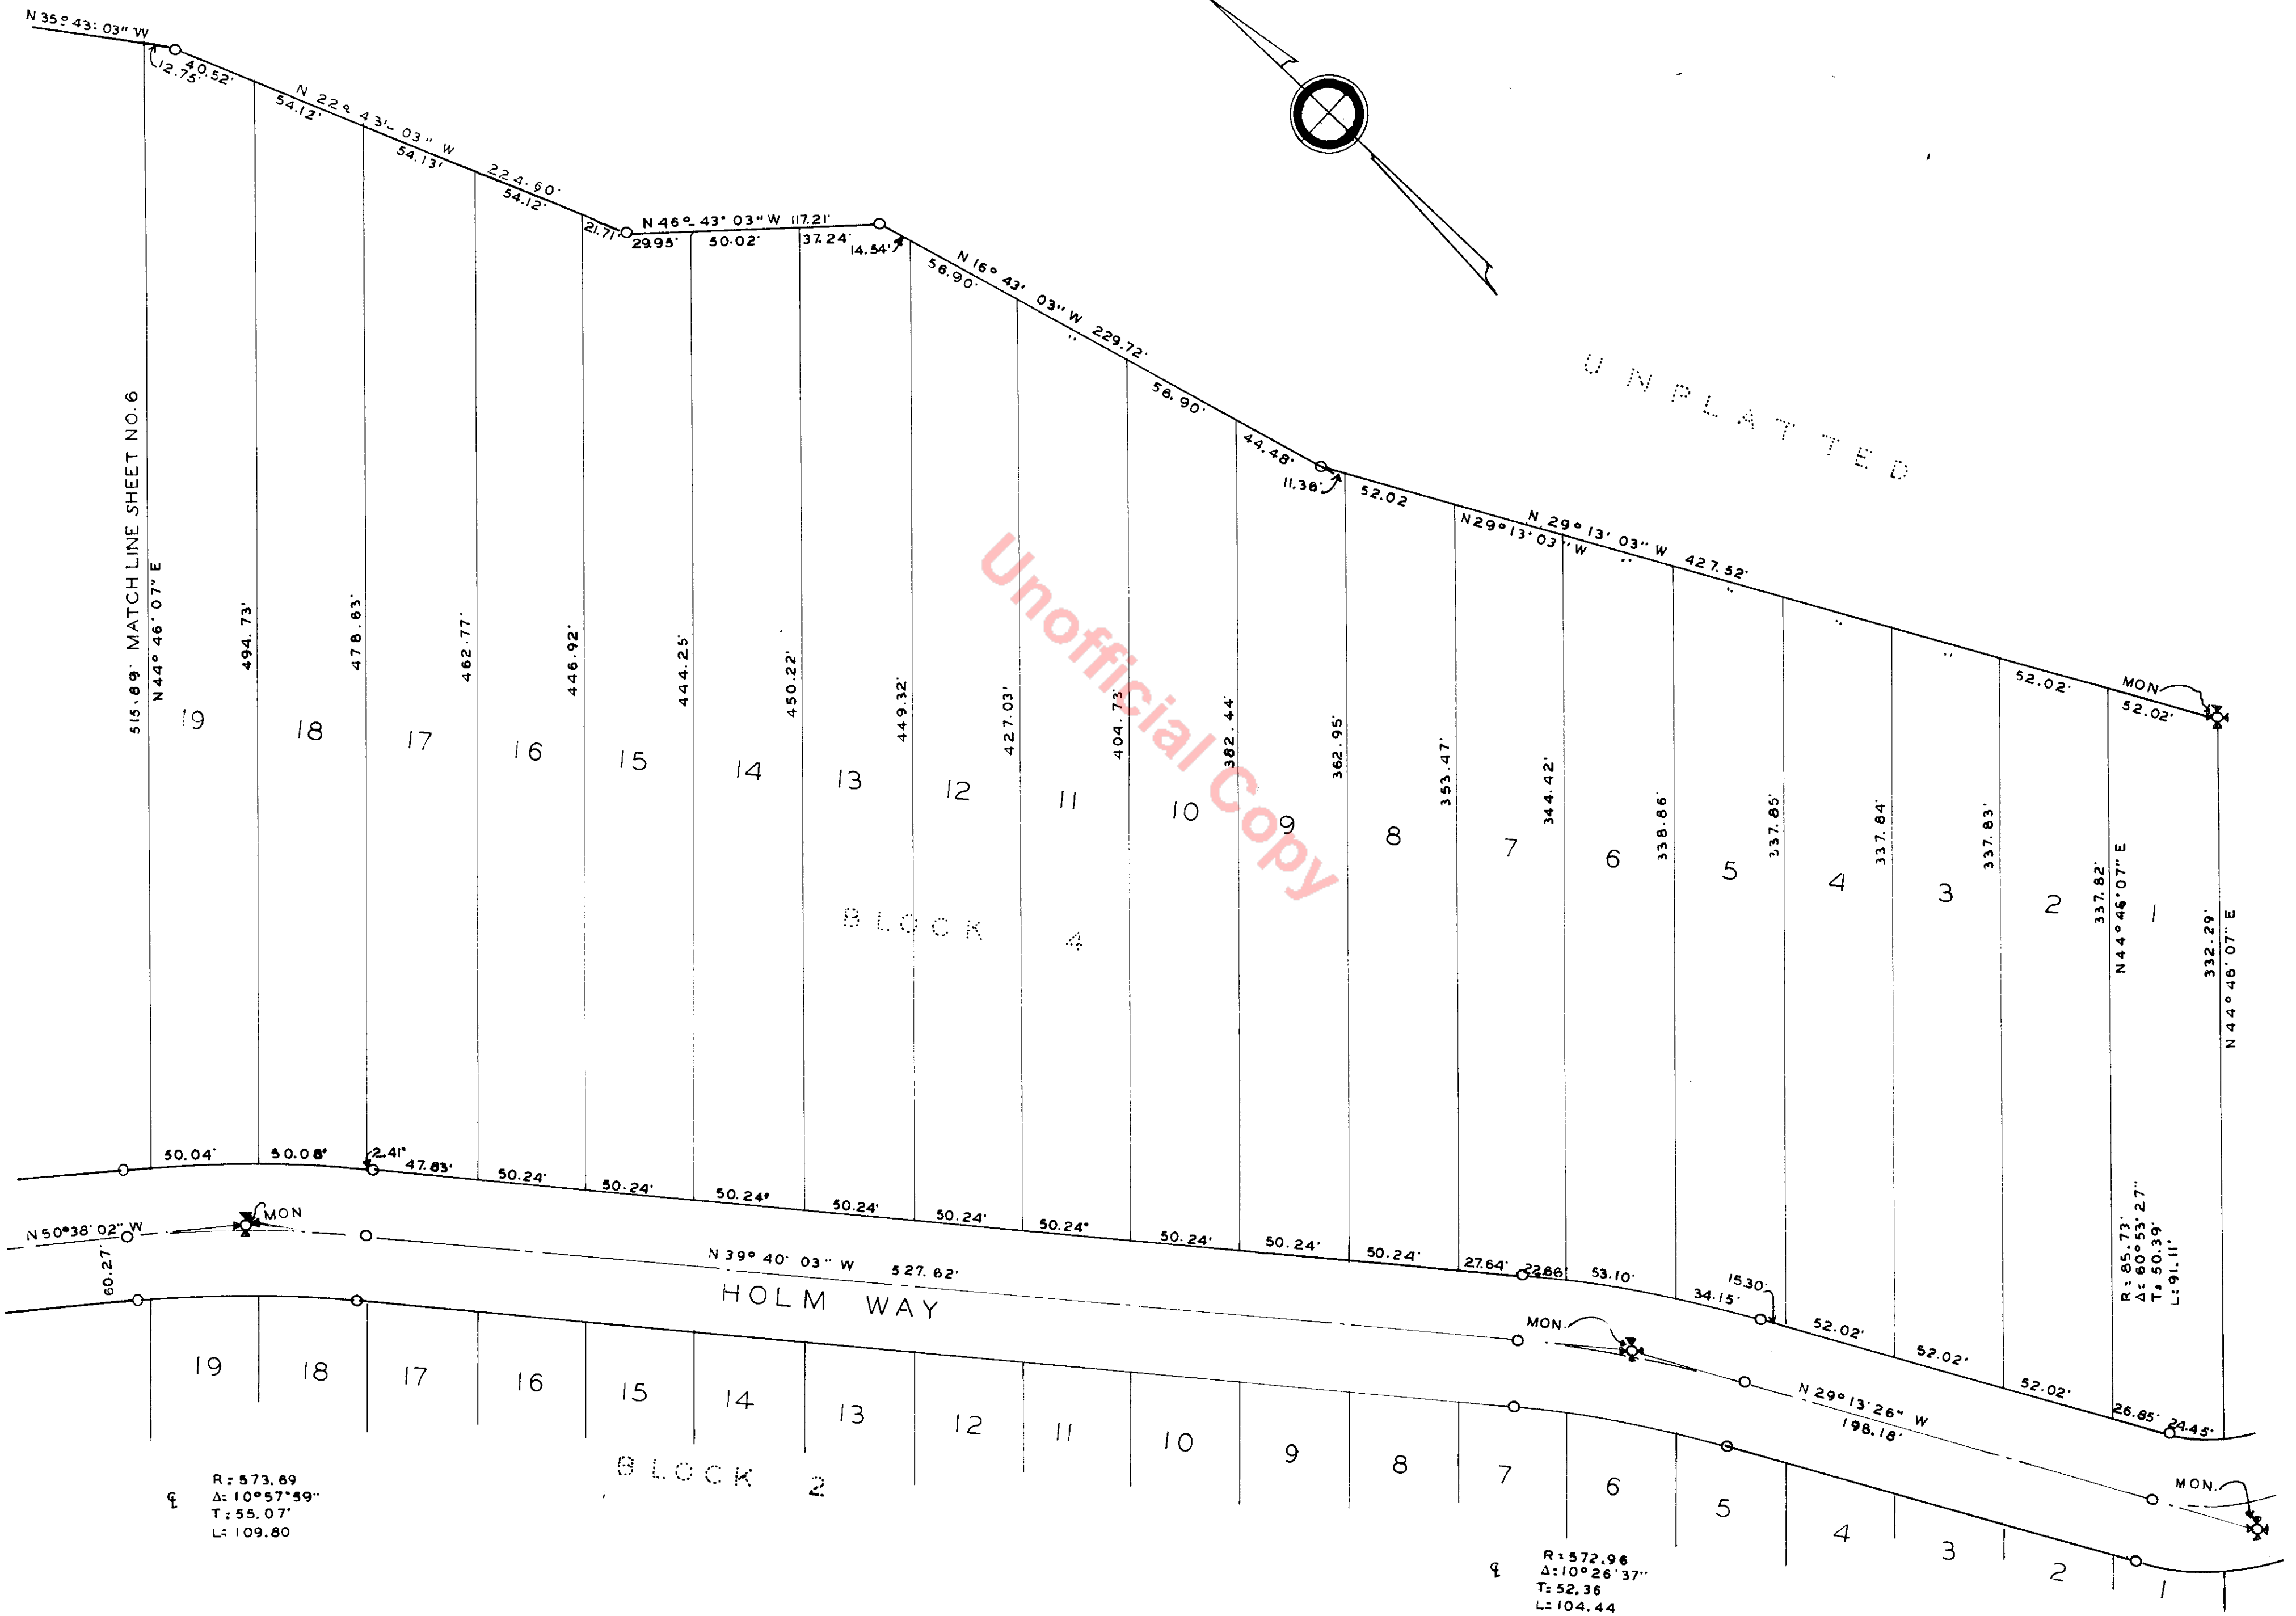 N 35° 43' 03" W
12.75'
40.52'
N 22° 43'- 03" W
224.60'
54.12'
54.13'
54.12'
21.71'
N 46°- 43' 03" W 117.21'
29.95'
50.02'
37.24'
14.54'
56.90'
N 16° 43' 03" W 229.72'
"
56.90'
44.48'
11.38'
52.02
N 29° 13' 03" W 427.52'
N 29° 13' 03" W
"
"
"
"
52.02'
52.02'
MON
UNPLATTED
515.89' MATCH LINE SHEET NO. 6
N 44° 46' 07" E
494.73'
478.63'
462.77'
446.92'
444.25'
450.22'
449.32'
427.03'
404.73'
382.44'
362.95'
353.47'
344.42'
338.86'
337.85'
337.84'
337.83'
337.82'
N 44° 46' 07" E
332.29'
N 44° 46' 07" E
19 18 17 16 15 14 13 12 11 10 9 8 7 6 5 4 3 2 1
BLOCK 4
Unofficial Copy
R = 85.73'
Δ = 60° 53' 27"
T = 50.39'
L = 91.11'
50.04'
50.08'
2.41'
47.83'
50.24'
50.24'
50.24'
50.24'
50.24'
50.24'
50.24'
50.24'
50.24'
27.64'
22.66
53.10'
34.15'
15.30'
52.02'
52.02'
52.02'
26.85'
24.45'
N 50° 38' 02" W
MON
60.27'
N 39° 40' 03" W 527.62'
HOLM WAY
MON.
N 29° 13' 26" W
198.18'
MON.
19 18 17 16 15 14 13 12 11 10 9 8 7 6 5 4 3 2 1
BLOCK 2
℄
R = 573.69
Δ = 10° 57' 59"
T = 55.07'
L = 109.80
℄
R = 572.96
Δ = 10° 26' 37"
T = 52.36
L = 104.44